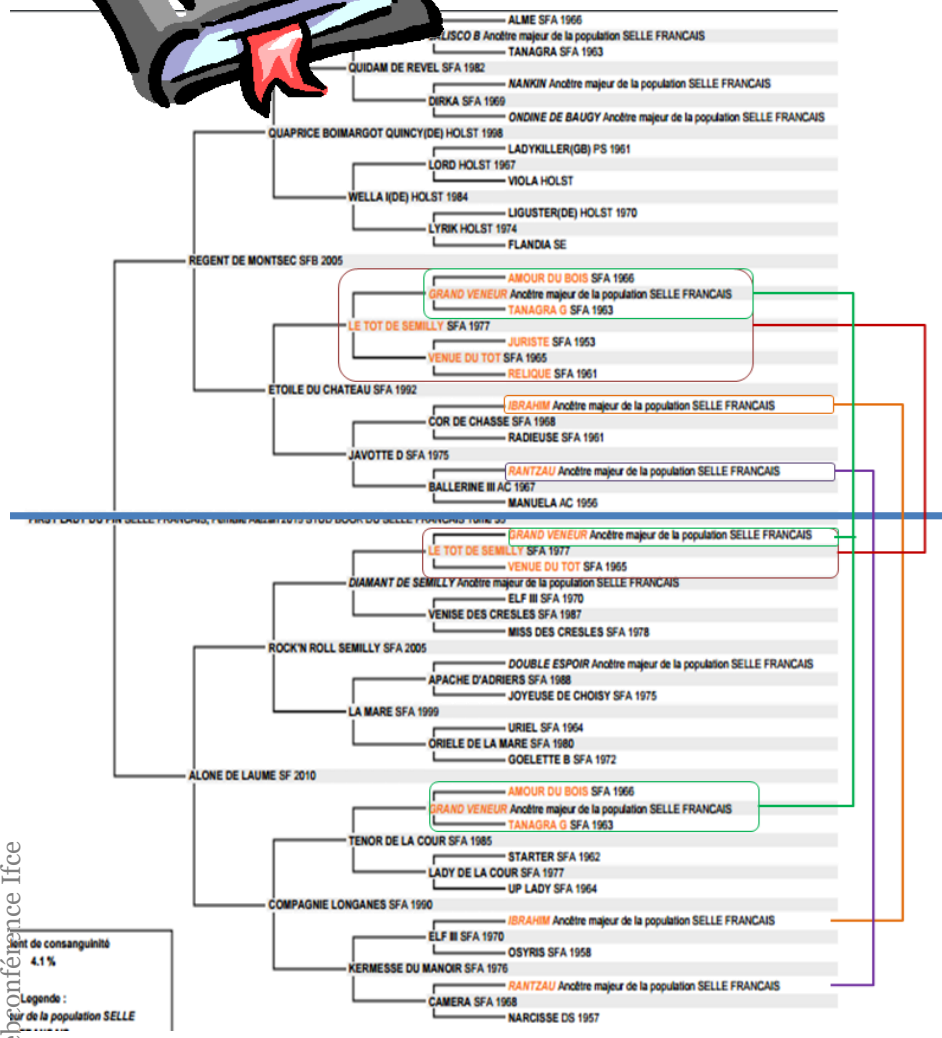 ALME SFA 1966
ALISCO B Ancêtre majeur de la population SELLE FRANCAIS
TANAGRA SFA 1963
QUIDAM DE REVEL SFA 1982
NANKIN Ancêtre majeur de la population SELLE FRANCAIS
DIRKA SFA 1969
ONDINE DE BAUGY Ancêtre majeur de la population SELLE FRANCAIS
QUAPRICE BOIMARGOT QUINCY(DE) HOLST 1998
LADYKILLER(GB) PS 1961
LORD HOLST 1967
VIOLA HOLST
WELLA I(DE) HOLST 1984
LIGUSTER(DE) HOLST 1970
LYRIK HOLST 1974
FLANDIA SE
REGENT DE MONTSEC SFB 2005
AMOUR DU BOIS SFA 1966
GRAND VENEUR Ancêtre majeur de la population SELLE FRANCAIS
TANAGRA G SFA 1963
LE TOT DE SEMILLY SFA 1977
JURISTE SFA 1953
VENUE DU TOT SFA 1965
RELIQUE SFA 1961
ETOILE DU CHATEAU SFA 1992
IBRAHIM Ancêtre majeur de la population SELLE FRANCAIS
COR DE CHASSE SFA 1968
RADIEUSE SFA 1961
JAVOTTE D SFA 1975
RANTZAU Ancêtre majeur de la population SELLE FRANCAIS
BALLERINE III AC 1967
MANUELA AC 1956
GRAND VENEUR Ancêtre majeur de la population SELLE FRANCAIS
LE TOT DE SEMILLY SFA 1977
VENUE DU TOT SFA 1965
DIAMANT DE SEMILLY Ancêtre majeur de la population SELLE FRANCAIS
ELF III SFA 1970
VENISE DES CRESLES SFA 1987
MISS DES CRESLES SFA 1978
ROCK'N ROLL SEMILLY SFA 2005
DOUBLE ESPOIR Ancêtre majeur de la population SELLE FRANCAIS
APACHE D'ADRIERS SFA 1988
JOYEUSE DE CHOISY SFA 1975
LA MARE SFA 1999
URIEL SFA 1964
ORIELE DE LA MARE SFA 1980
GOELETTE B SFA 1972
ALONE DE LAUME SF 2010
AMOUR DU BOIS SFA 1966
GRAND VENEUR Ancêtre majeur de la population SELLE FRANCAIS
TANAGRA G SFA 1963
TENOR DE LA COUR SFA 1985
STARTER SFA 1962
LADY DE LA COUR SFA 1977
UP LADY SFA 1964
COMPAGNIE LONGANES SFA 1990
IBRAHIM Ancêtre majeur de la population SELLE FRANCAIS
ELF III SFA 1970
OSYRIS SFA 1958
KERMESSE DU MANOIR SFA 1976
RANTZAU Ancêtre majeur de la population SELLE FRANCAIS
CAMERA SFA 1968
NARCISSE DS 1957
ient de consanguinité
4.1 %
Legende :
eur de la population SELLE
ebconférence Ifce